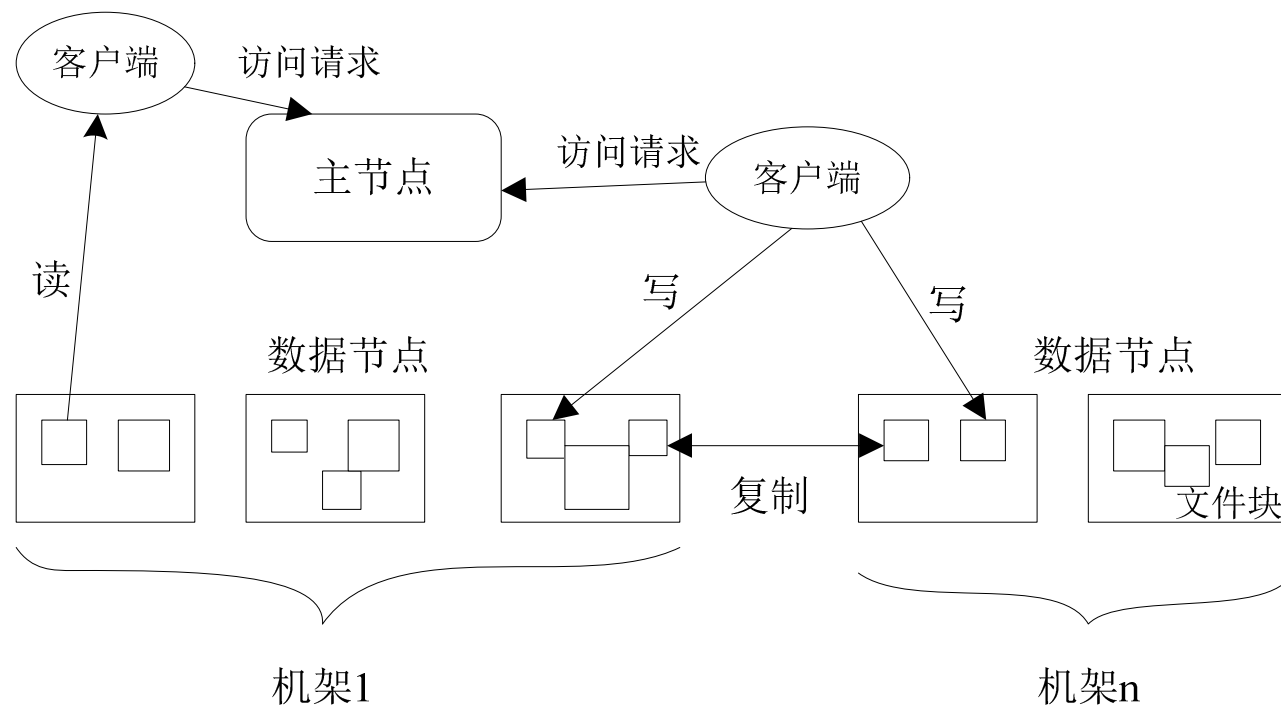 客户端
访问请求
主节点
访问请求
客户端
读
写
写
数据节点
数据节点
复制
文件块
机架1
机架n